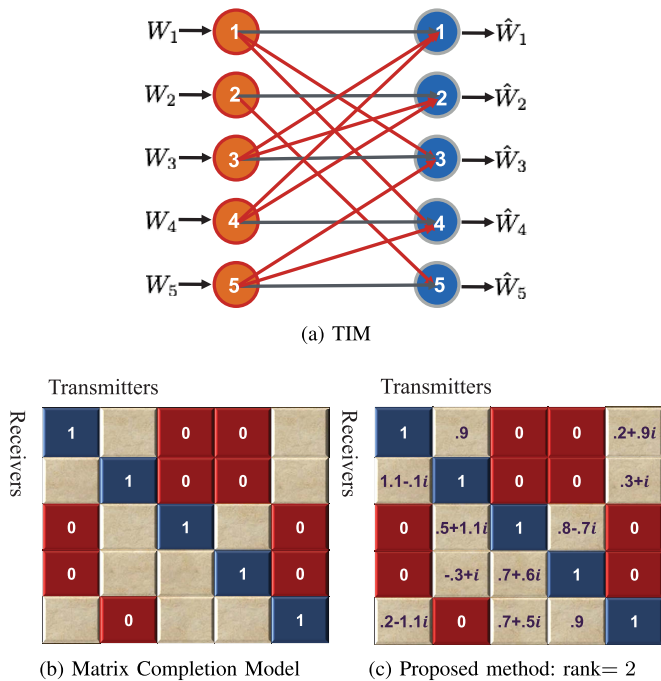 W₁ 1 1 Ŵ₁
W₂ 2 2 Ŵ₂
W₃ 3 3 Ŵ₃
W₄ 4 4 Ŵ₄
W₅ 5 5 Ŵ₅
(a) TIM
Transmitters
Receivers
1 0 0
1 0 0
0 1 0
0 1 0
0 1
(b) Matrix Completion Model
Transmitters
Receivers
1 .9 0 0 .2+.9i
1.1-.1i 1 0 0 .3+i
0 .5+1.1i 1 .8-.7i 0
0 -.3+i .7+.6i 1 0
.2-1.1i 0 .7+.5i .9 1
(c) Proposed method: rank= 2